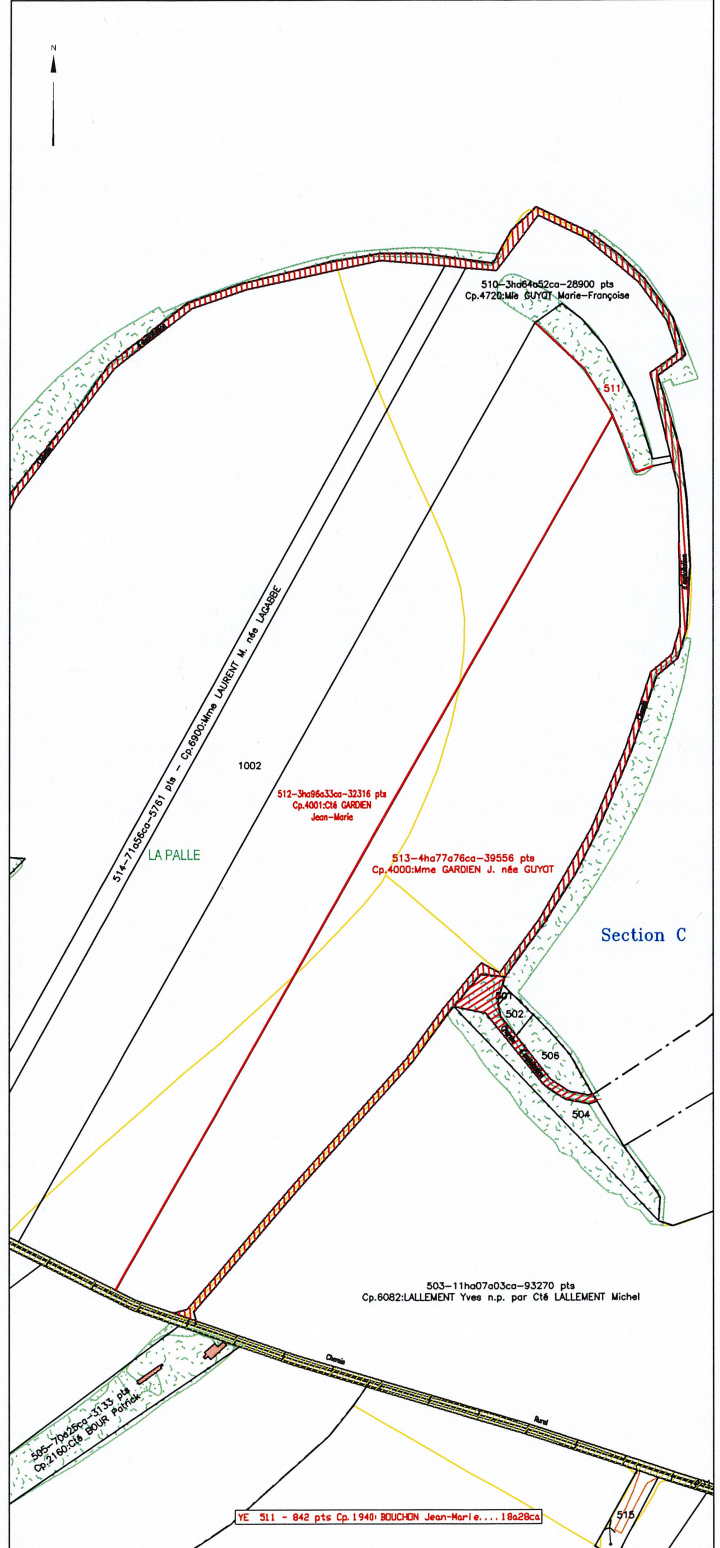 N
510-3ha64a52ca-28900 pts
Cp.4720:Mle GUYOT Marie-Françoise
511
514-71a56ca-5761 pts - Cp.6900:Mme LAURENT M. née LAGABBE
1002
512-3ha96a33ca-32316 pts
Cp.4001:Cté GARDIEN
Jean-Marie
LA PALLE
513-4ha77a76ca-39556 pts
Cp.4000:Mme GARDIEN J. née GUYOT
Section C
501
502
506
504
503-11ha07a03ca-93270 pts
Cp.6082:LALLEMENT Yves n.p. par Cté LALLEMENT Michel
Chemin
Rural
505-70a25ca-3133 pts
Cp.2160:Cté BOUR Patrick
515
YE 511 - 842 pts Cp. 1940: BOUCHON Jean-Marie.... 18a28ca